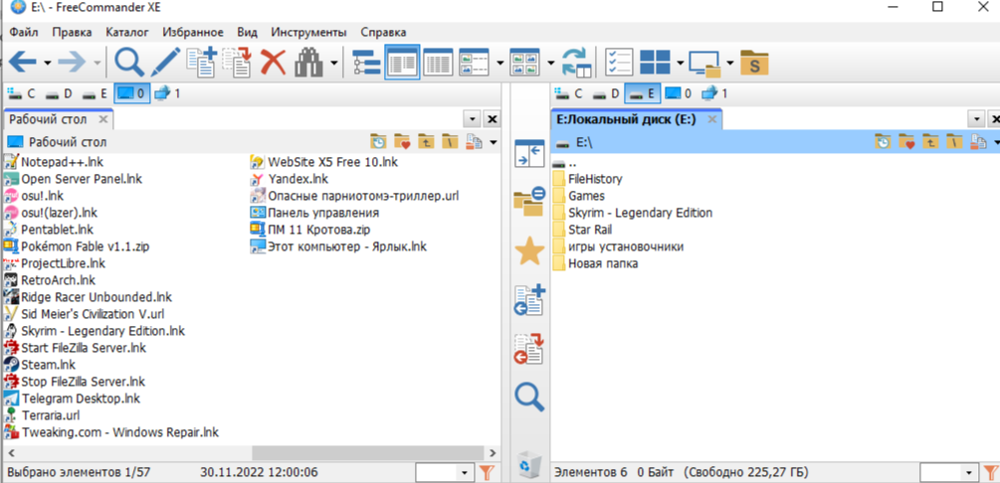 E:\ - FreeCommander XE
Файл Правка Каталог Избранное Вид Инструменты Справка
S
C D E 0 1
C D E 0 1
Рабочий стол
Рабочий стол
Notepad++.lnk
Open Server Panel.lnk
osu!.lnk
osu!(lazer).lnk
Pentablet.lnk
Pokémon Fable v1.1.zip
ProjectLibre.lnk
RetroArch.lnk
Ridge Racer Unbounded.lnk
Sid Meier's Civilization V.url
Skyrim - Legendary Edition.lnk
Start FileZilla Server.lnk
Steam.lnk
Stop FileZilla Server.lnk
Telegram Desktop.lnk
Terraria.url
Tweaking.com - Windows Repair.lnk
WebSite X5 Free 10.lnk
Yandex.lnk
Опасные парниотомэ-триллер.url
Панель управления
ПМ 11 Кротова.zip
Этот компьютер - Ярлык.lnk
Выбрано элементов 1/57 30.11.2022 12:00:06
E:Локальный диск (E:)
E:\
..
FileHistory
Games
Skyrim - Legendary Edition
Star Rail
игры установочники
Новая папка
Элементов 6 0 Байт (Свободно 225,27 ГБ)